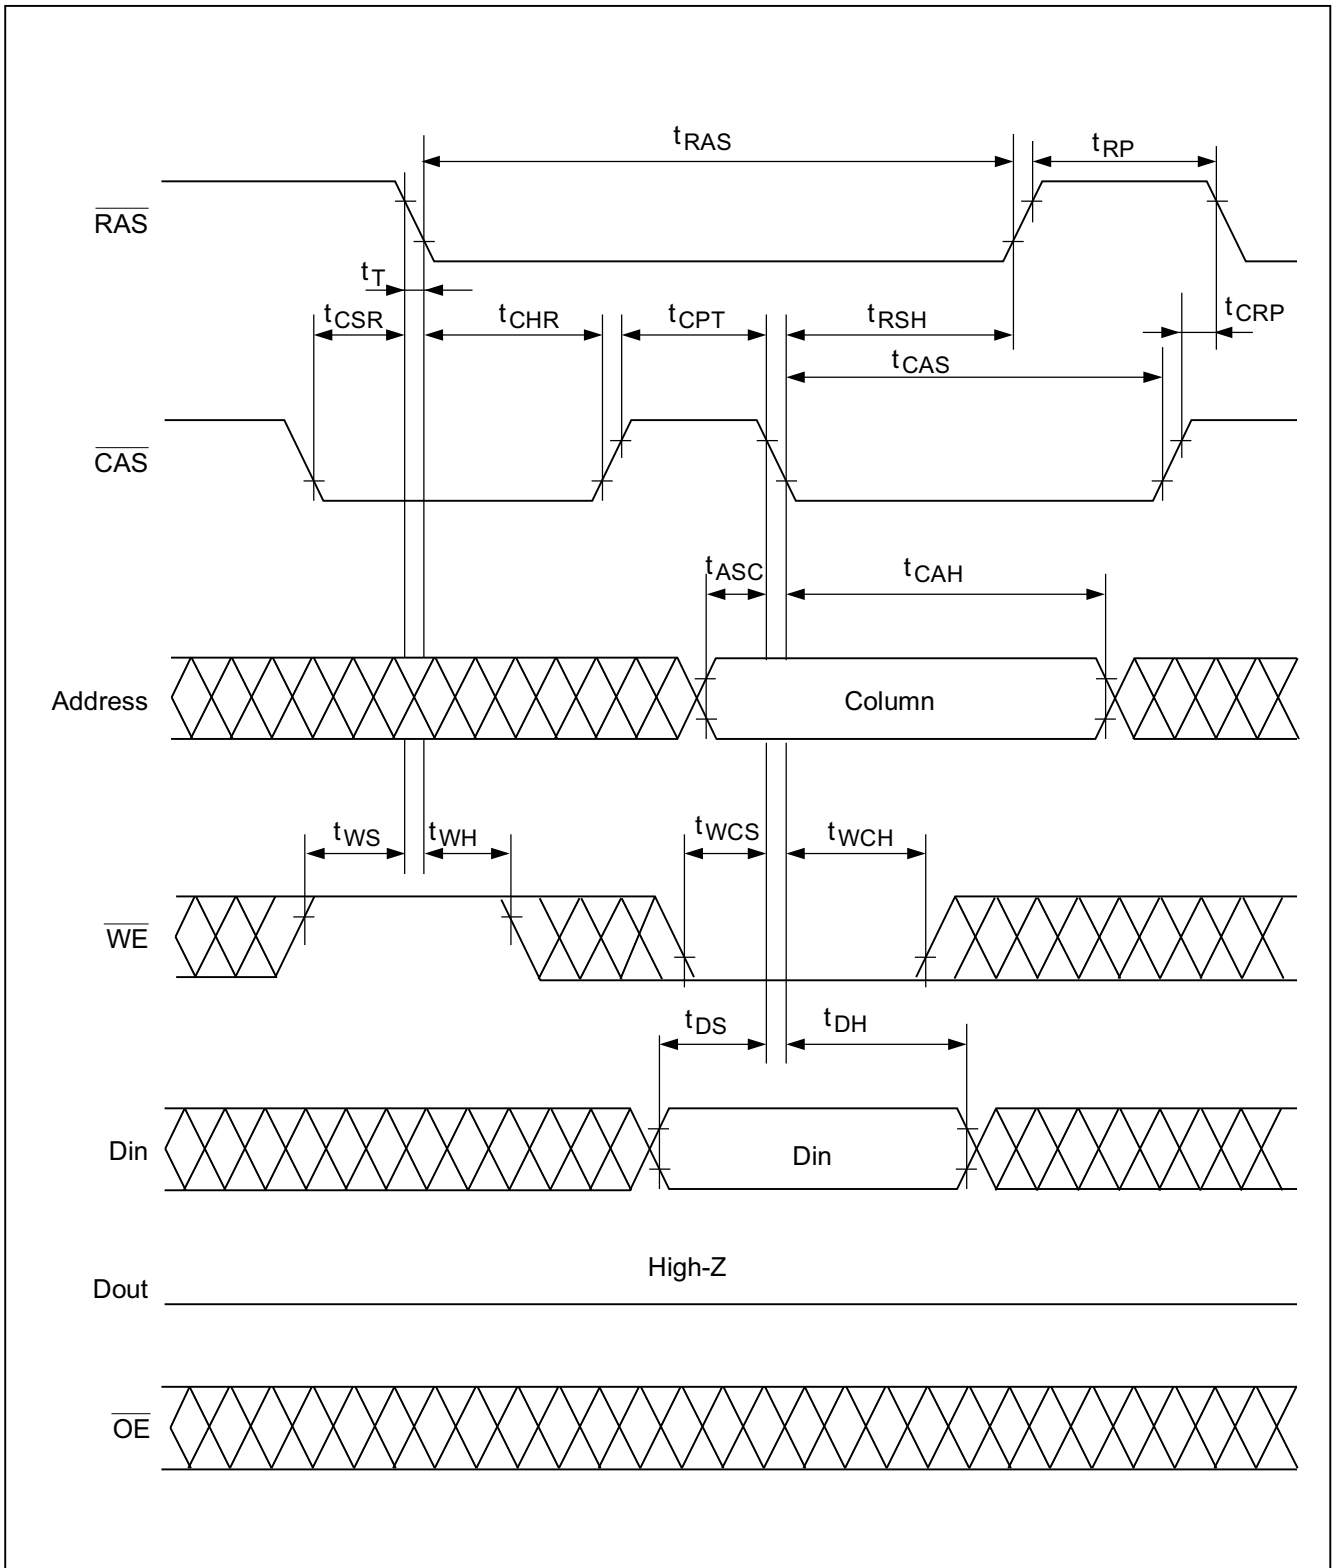 tRAS
tRP
RAS
tT
tCSR
tCHR
tCPT
tRSH
tCRP
tCAS
CAS
tASC
tCAH
Address
Column
tWS
tWH
tWCS
tWCH
WE
tDS
tDH
Din
Din
High-Z
Dout
OE